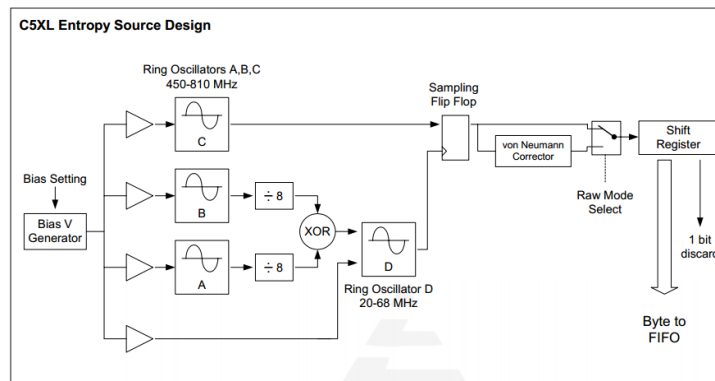 C5XL Entropy Source Design
Ring Oscillators A,B,C
450-810 MHz
Sampling
Flip Flop
C
von Neumann
Corrector
Shift
Register
Bias Setting
Bias V
Generator
B
÷ 8
XOR
Raw Mode
Select
1 bit
discard
A
÷ 8
D
Ring Oscillator D
20-68 MHz
Byte to
FIFO